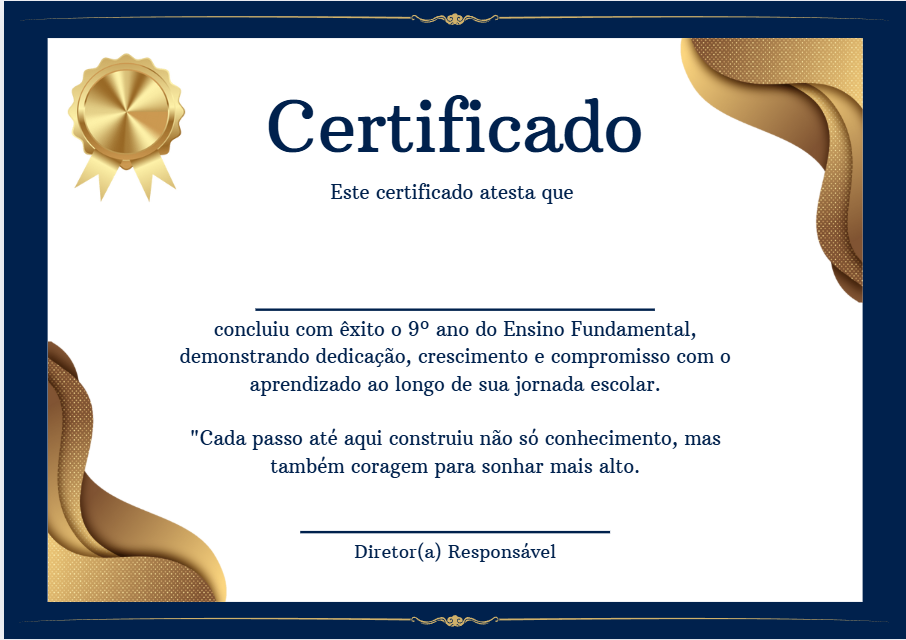 Certificado
Este certificado atesta que
concluiu com êxito o 9º ano do Ensino Fundamental,
demonstrando dedicação, crescimento e compromisso com o
aprendizado ao longo de sua jornada escolar.
"Cada passo até aqui construiu não só conhecimento, mas
também coragem para sonhar mais alto.
Diretor(a) Responsável